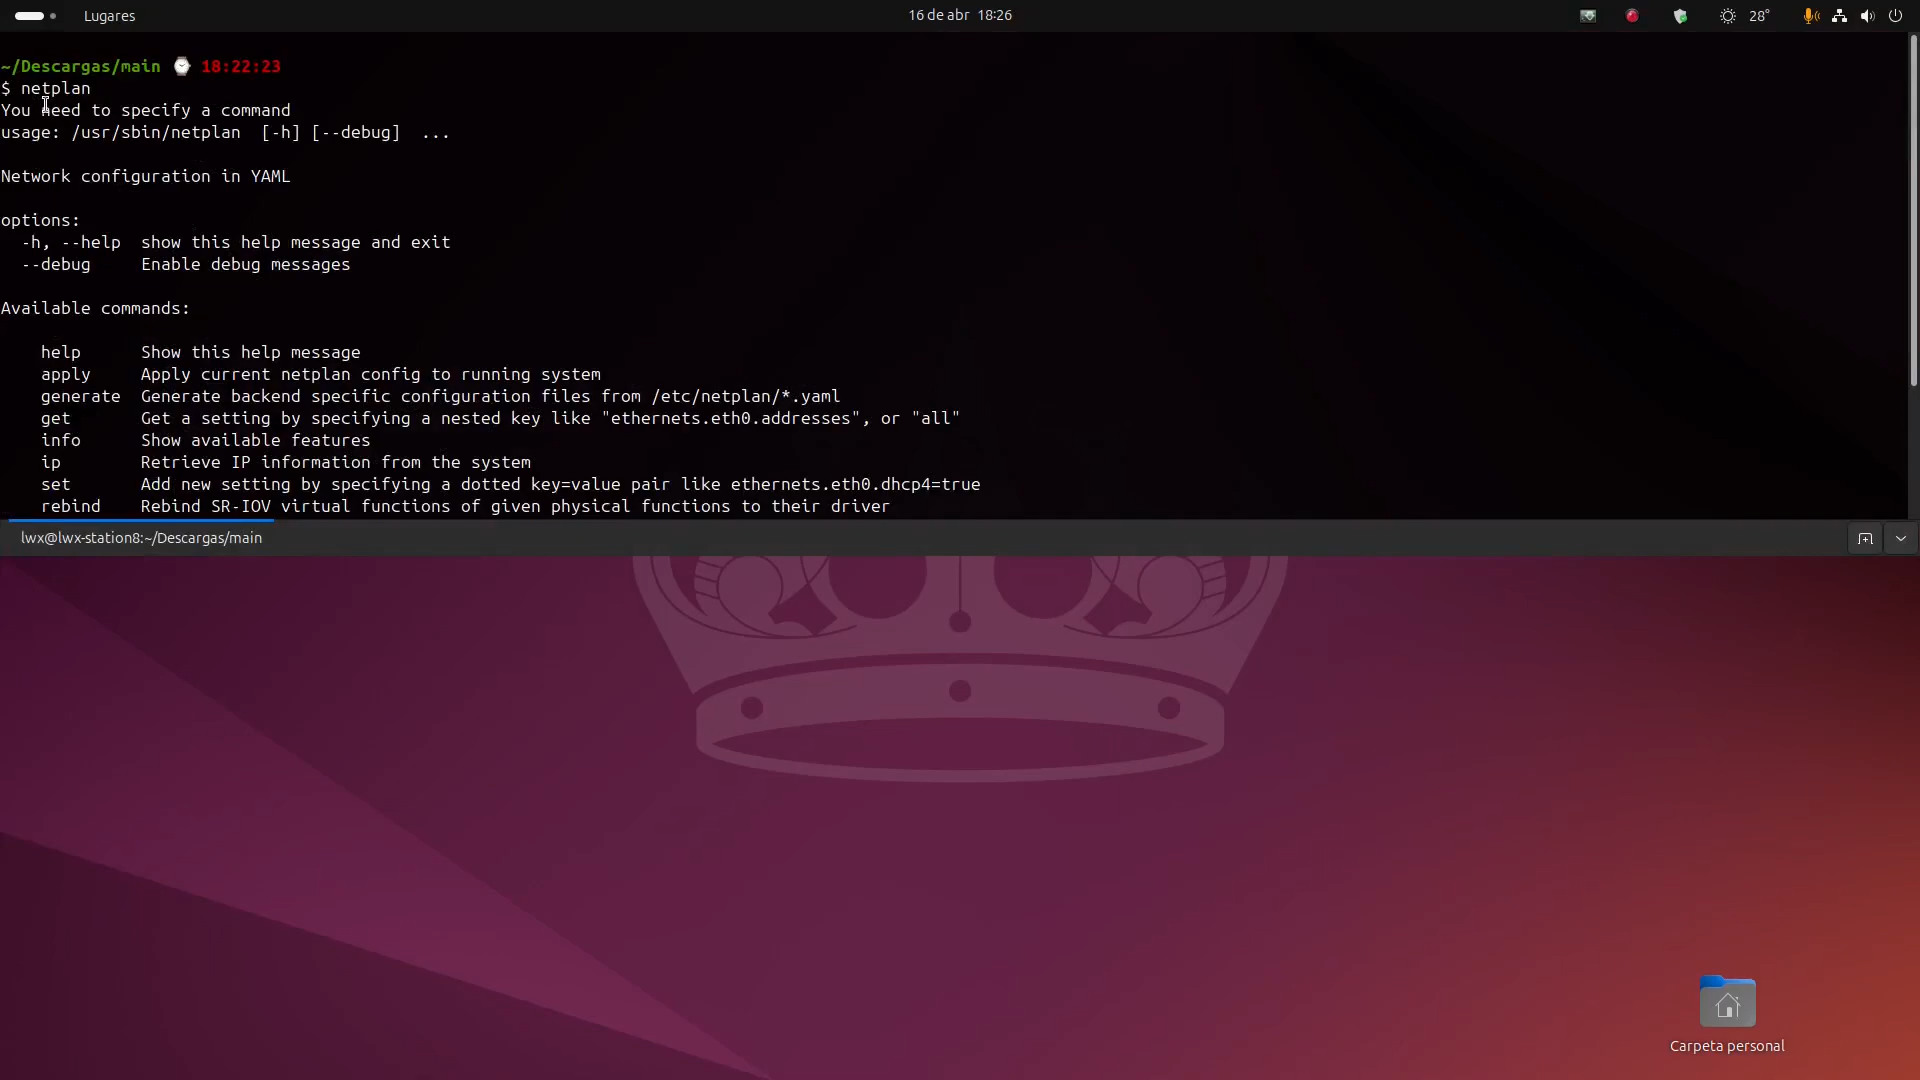 Lugares
16 de abr 18:26
28°
~/Descargas/main ⌚ 18:22:23
$ netplan
You need to specify a command
usage: /usr/sbin/netplan  [-h] [--debug]  ...
Network configuration in YAML
options:
  -h, --help  show this help message and exit
  --debug     Enable debug messages
Available commands:
    help      Show this help message
    apply     Apply current netplan config to running system
    generate  Generate backend specific configuration files from /etc/netplan/*.yaml
    get       Get a setting by specifying a nested key like "ethernets.eth0.addresses", or "all"
    info      Show available features
    ip        Retrieve IP information from the system
    set       Add new setting by specifying a dotted key=value pair like ethernets.eth0.dhcp4=true
    rebind    Rebind SR-IOV virtual functions of given physical functions to their driver
lwx@lwx-station8:~/Descargas/main
Carpeta personal